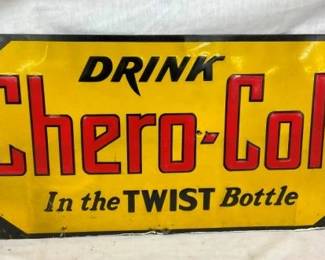 DRINK
Chero-Col
In the TWIST Bottle